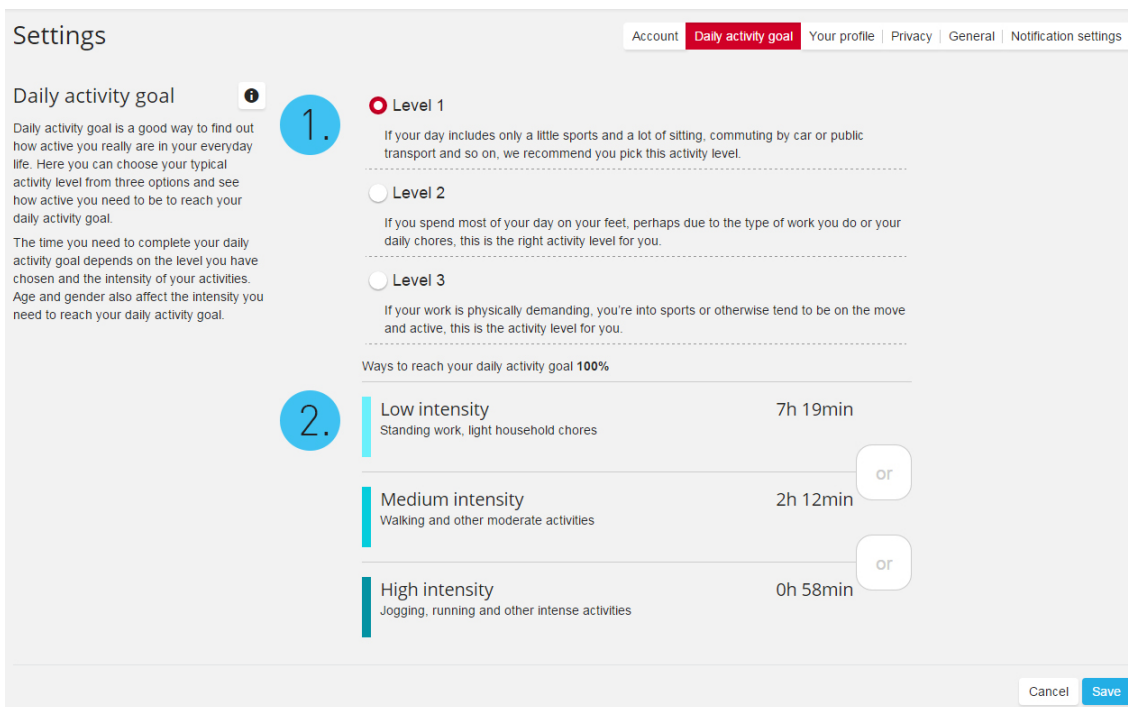 Settings
Account
Daily activity goal
Your profile
Privacy
General
Notification settings
Daily activity goal
i
Daily activity goal is a good way to find out
how active you really are in your everyday
life. Here you can choose your typical
activity level from three options and see
how active you need to be to reach your
daily activity goal.
The time you need to complete your daily
activity goal depends on the level you have
chosen and the intensity of your activities.
Age and gender also affect the intensity you
need to reach your daily activity goal.
1.
Level 1
If your day includes only a little sports and a lot of sitting, commuting by car or public
transport and so on, we recommend you pick this activity level.
Level 2
If you spend most of your day on your feet, perhaps due to the type of work you do or your
daily chores, this is the right activity level for you.
Level 3
If your work is physically demanding, you're into sports or otherwise tend to be on the move
and active, this is the activity level for you.
Ways to reach your daily activity goal 100%
2.
Low intensity 7h 19min
Standing work, light household chores
or
Medium intensity 2h 12min
Walking and other moderate activities
or
High intensity 0h 58min
Jogging, running and other intense activities
Cancel
Save